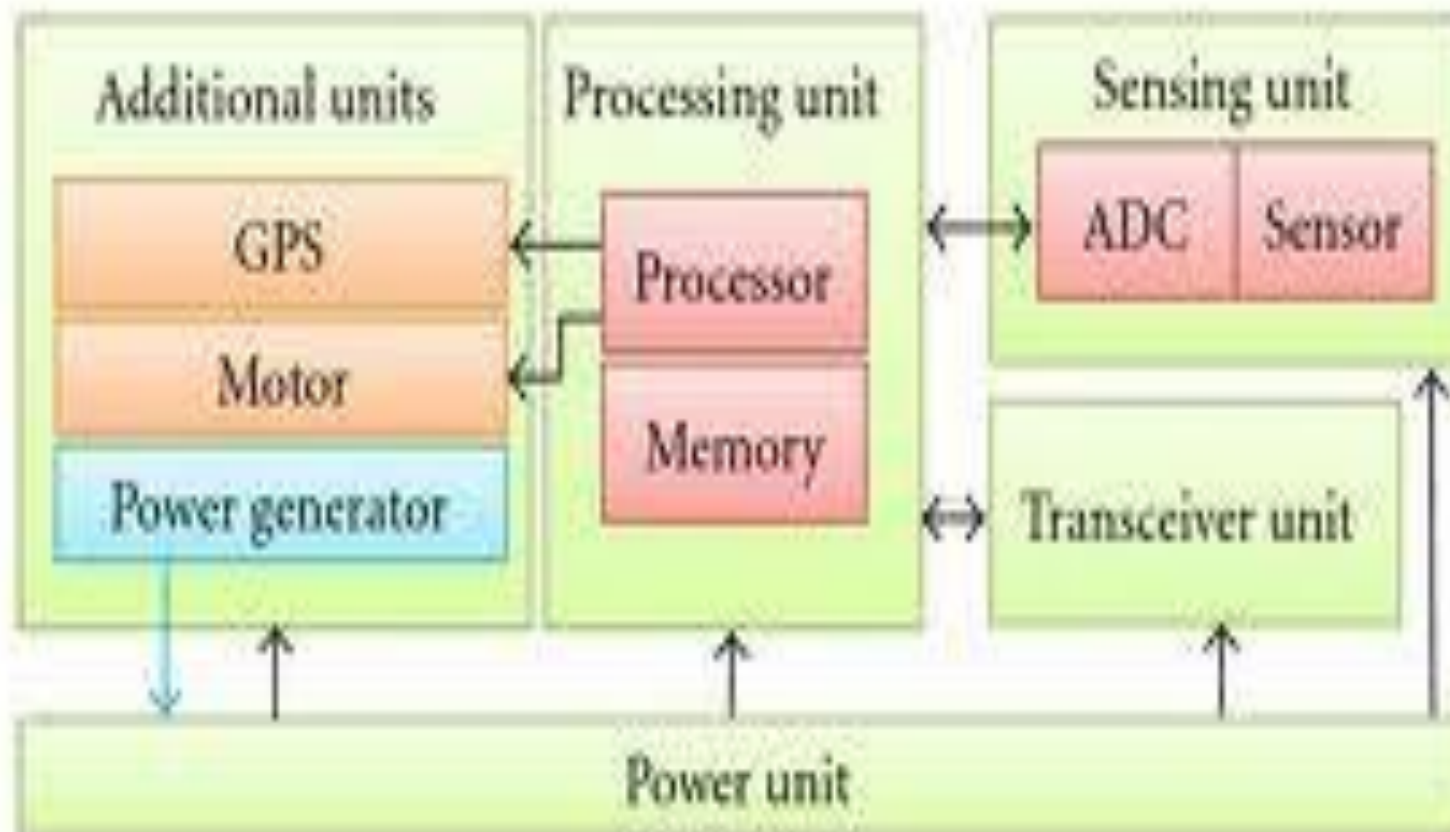 Additional units
GPS
Motor
Power generator
Processing unit
Processor
Memory
Sensing unit
ADC
Sensor
Transceiver unit
Power unit